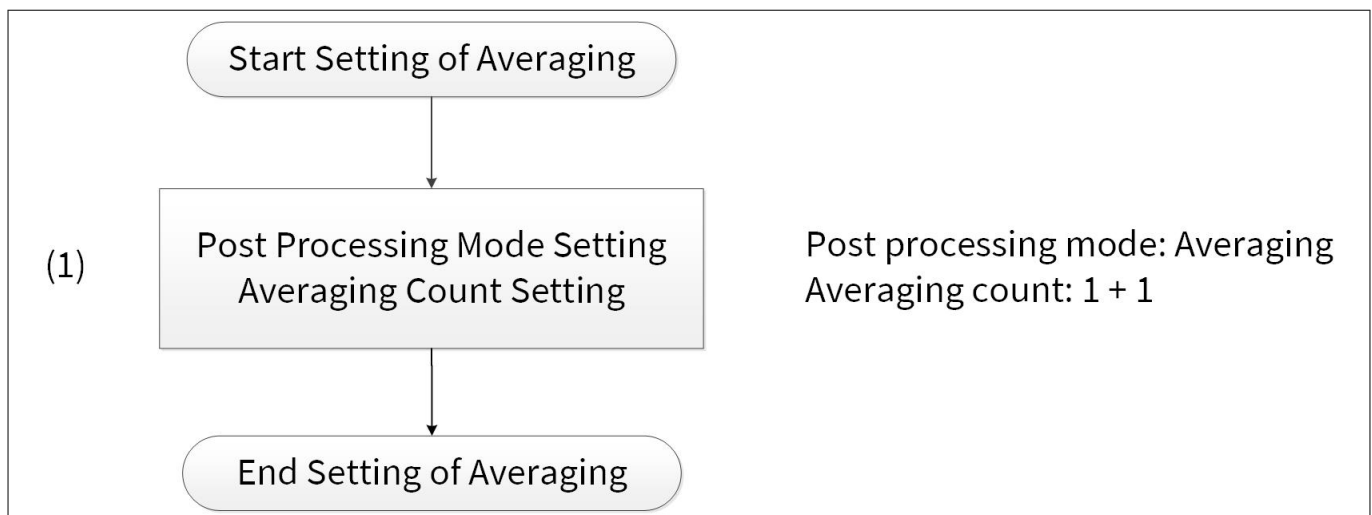 Start Setting of Averaging
(1)
Post Processing Mode Setting
Averaging Count Setting
Post processing mode: Averaging
Averaging count: 1 + 1
End Setting of Averaging